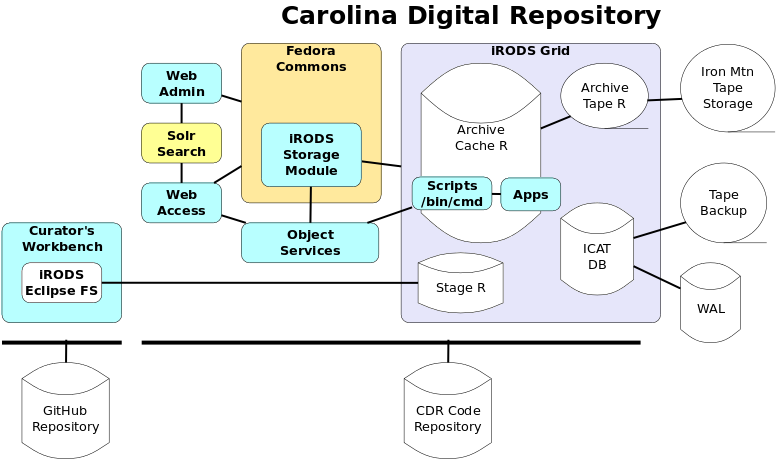 Carolina Digital Repository
Fedora
Commons
iRODS Grid
Web
Admin
Solr
Search
Web
Access
iRODS
Storage
Module
Object
Services
Archive
Cache R
Scripts
/bin/cmd
Apps
Archive
Tape R
Iron Mtn
Tape
Storage
Tape
Backup
ICAT
DB
WAL
Stage R
Curator's
Workbench
iRODS
Eclipse FS
GitHub
Repository
CDR Code
Repository